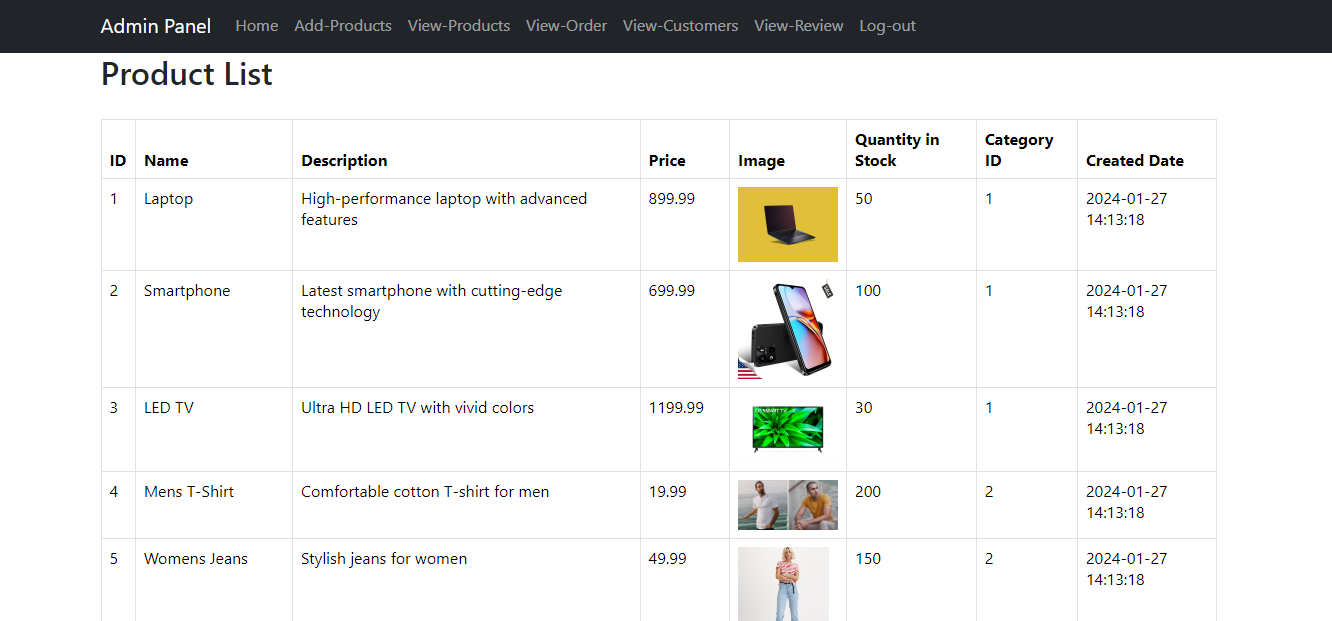 Admin Panel Home Add-Products View-Products View-Order View-Customers View-Review Log-out
Product List
ID Name Description Price Image Quantity in Stock Category ID Created Date
1 Laptop High-performance laptop with advanced features 899.99 50 1 2024-01-27 14:13:18
2 Smartphone Latest smartphone with cutting-edge technology 699.99 100 1 2024-01-27 14:13:18
3 LED TV Ultra HD LED TV with vivid colors 1199.99 30 1 2024-01-27 14:13:18
4 Mens T-Shirt Comfortable cotton T-shirt for men 19.99 200 2 2024-01-27 14:13:18
5 Womens Jeans Stylish jeans for women 49.99 150 2 2024-01-27 14:13:18